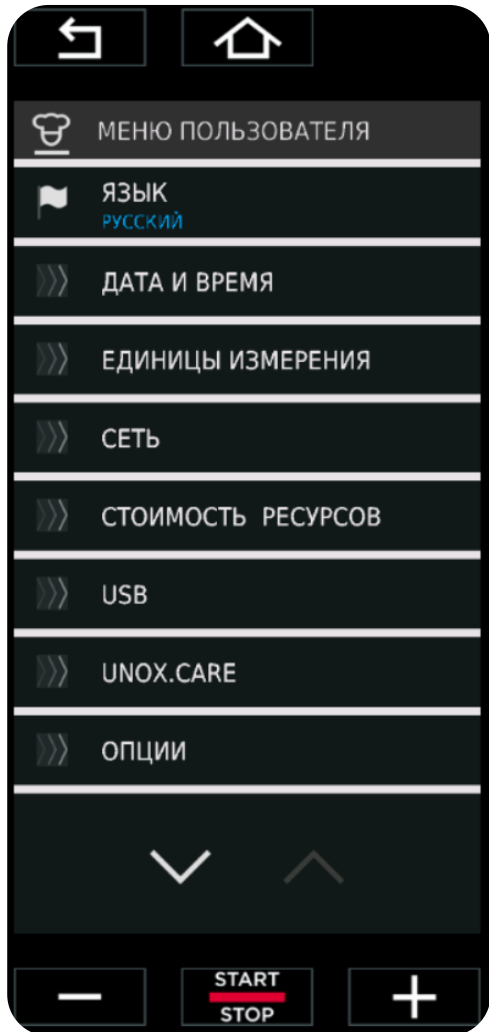 МЕНЮ ПОЛЬЗОВАТЕЛЯ
ЯЗЫК
РУССКИЙ
ДАТА И ВРЕМЯ
ЕДИНИЦЫ ИЗМЕРЕНИЯ
СЕТЬ
СТОИМОСТЬ РЕСУРСОВ
USB
UNOX.CARE
ОПЦИИ
START
STOP